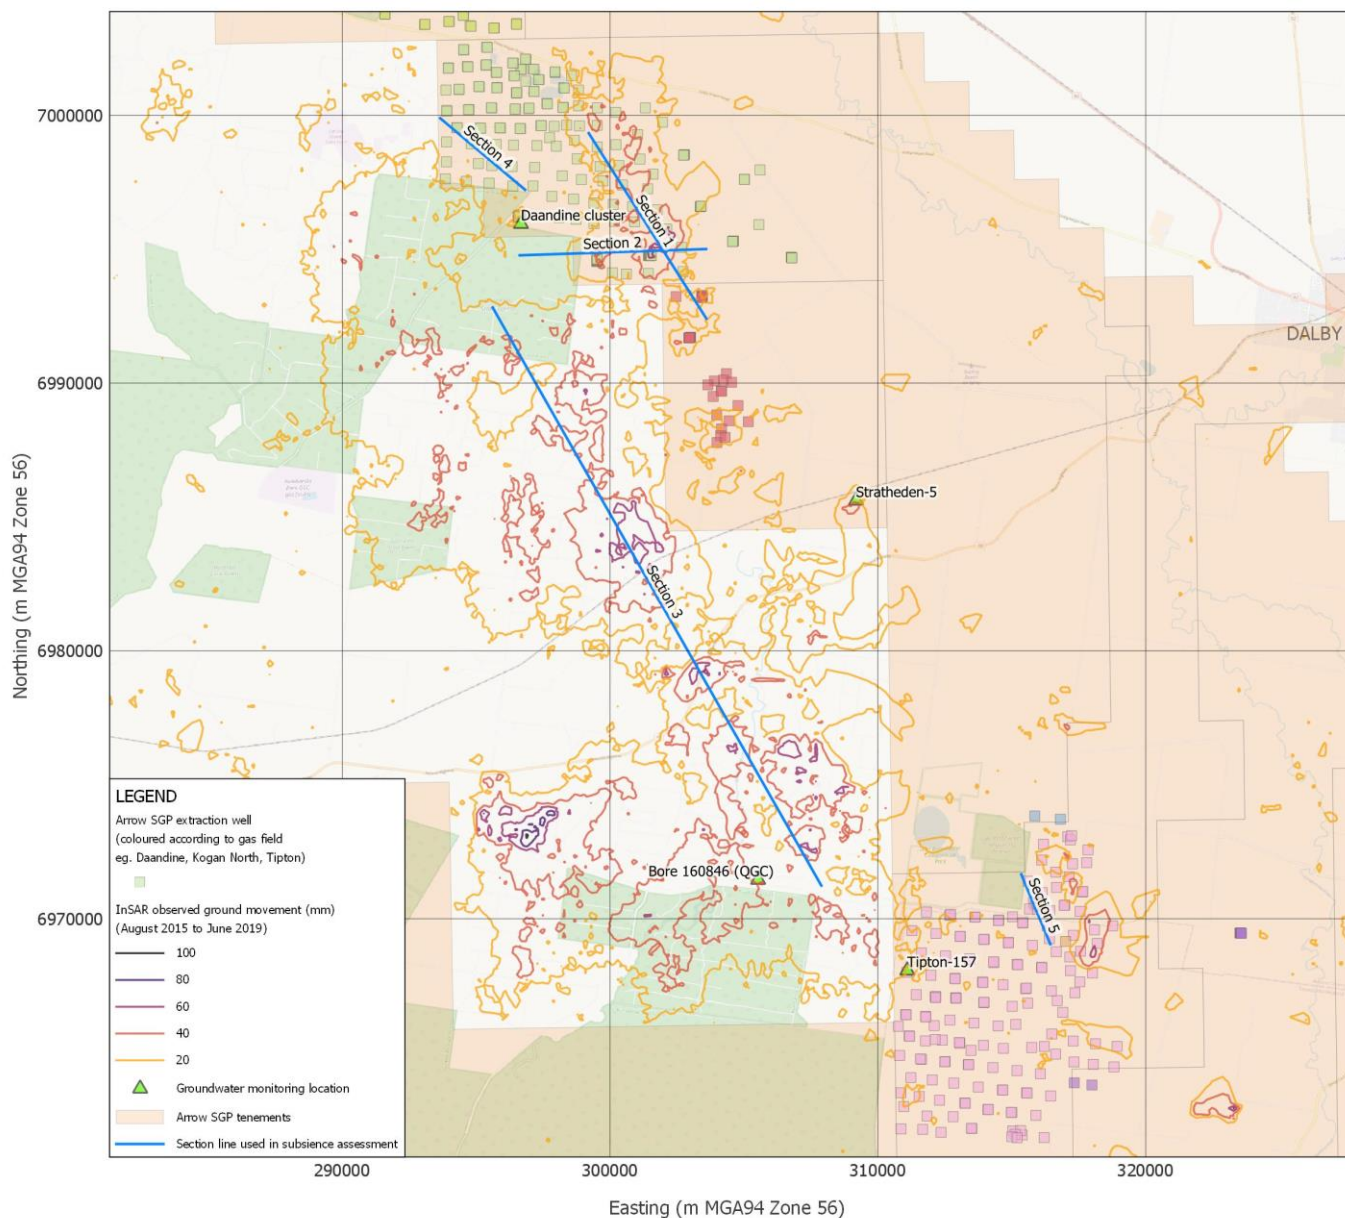 7000000
Section 4
Daandine cluster
Section 1
Section 2
DALBY
6990000
Stratheden-5
Section 3
Northing (m MGA94 Zone 56)
6980000
LEGEND
Arrow SGP extraction well
(coloured according to gas field
eg. Daandine, Kogan North, Tipton)
InSAR observed ground movement (mm)
(August 2015 to June 2019)
100
80
60
40
20
Groundwater monitoring location
Arrow SGP tenements
Section line used in subsience assessment
Bore 160846 (QGC)
Section 5
6970000
Tipton-157
290000
300000
310000
320000
Easting (m MGA94 Zone 56)